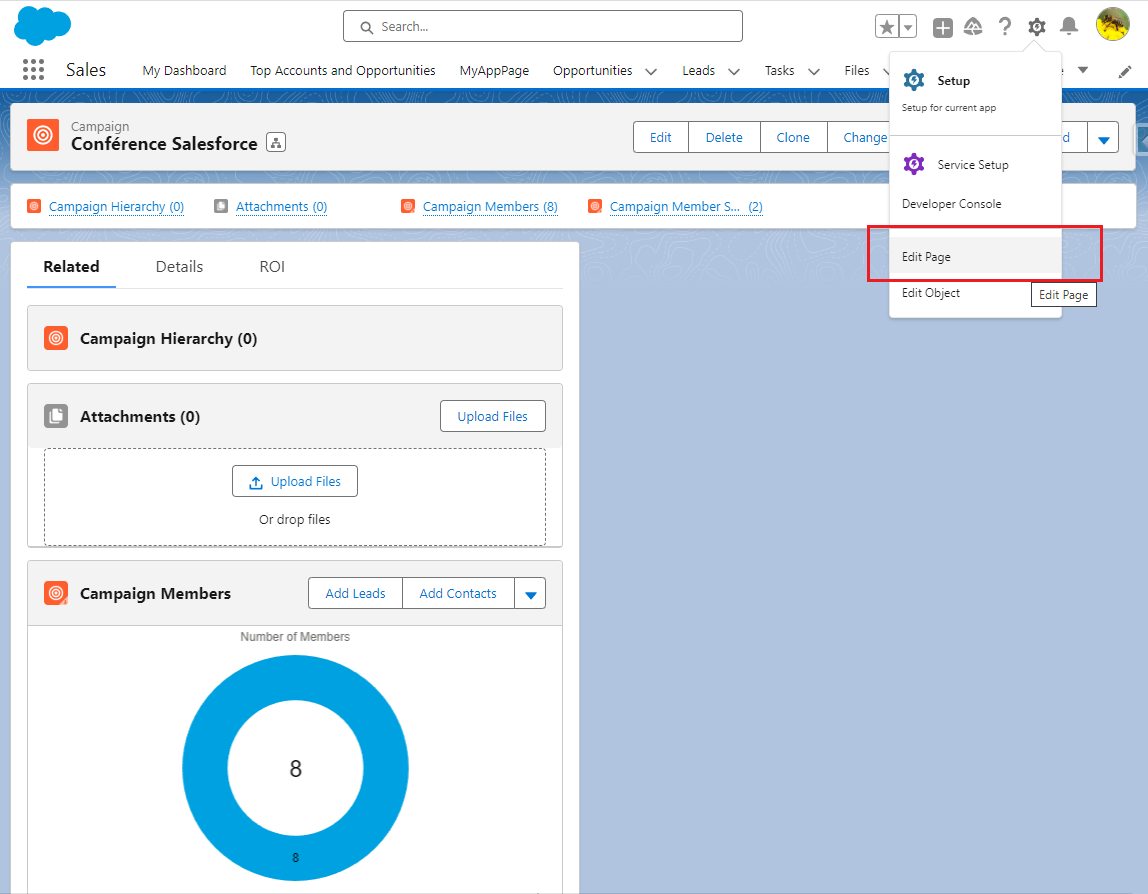 Search...
Sales
My Dashboard
Top Accounts and Opportunities
MyAppPage
Opportunities
Leads
Tasks
Files
Setup
Setup for current app
Service Setup
Developer Console
Edit Page
Edit Object
Edit Page
Campaign
Conférence Salesforce
Edit
Delete
Clone
Change
Campaign Hierarchy (0)
Attachments (0)
Campaign Members (8)
Campaign Member S... (2)
Related
Details
ROI
Campaign Hierarchy (0)
Attachments (0)
Upload Files
Upload Files
Or drop files
Campaign Members
Add Leads
Add Contacts
Number of Members
8
8